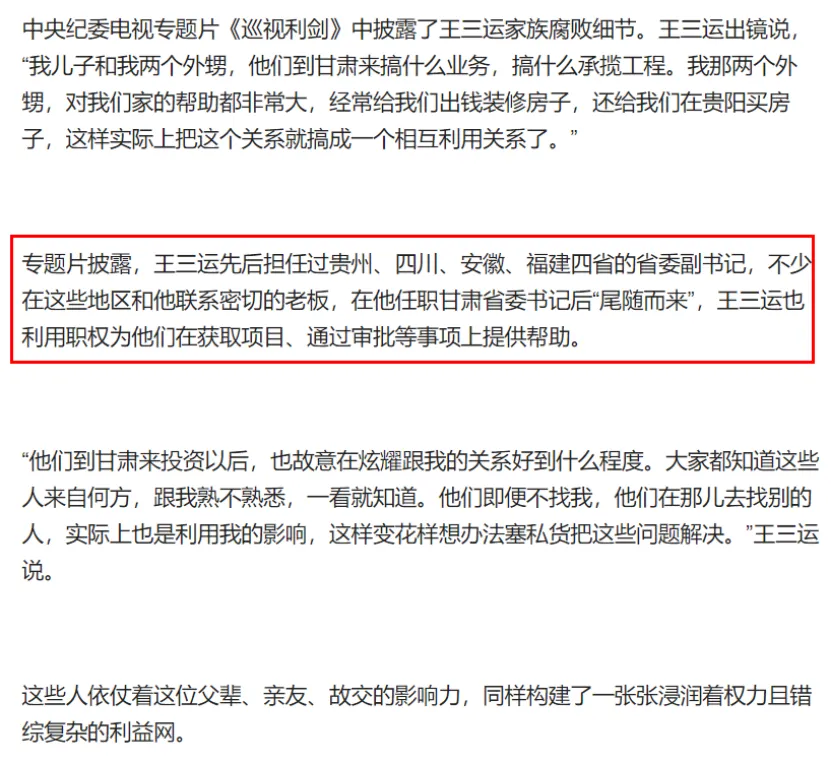 中央纪委电视专题片《巡视利剑》中披露了王三运家族腐败细节。王三运出镜说，
“我儿子和我两个外甥，他们到甘肃来搞什么业务，搞什么承揽工程。我那两个外
甥，对我们家的帮助都非常大，经常给我们出钱装修房子，还给我们在贵阳买房
子，这样实际上把这个关系就搞成一个相互利用关系了。”
专题片披露，王三运先后担任过贵州、四川、安徽、福建四省的省委副书记，不少
在这些地区和他联系密切的老板，在他任职甘肃省委书记后“尾随而来”，王三运也
利用职权为他们在获取项目、通过审批等事项上提供帮助。
“他们到甘肃来投资以后，也故意在炫耀跟我的关系好到什么程度。大家都知道这些
人来自何方，跟我熟不熟悉，一看就知道。他们即便不找我，他们在那儿去找别的
人，实际上也是利用我的影响，这样变花样想办法塞私货把这些问题解决。”王三运
说。
这些人依仗着这位父辈、亲友、故交的影响力，同样构建了一张张浸润着权力且错
综复杂的利益网。